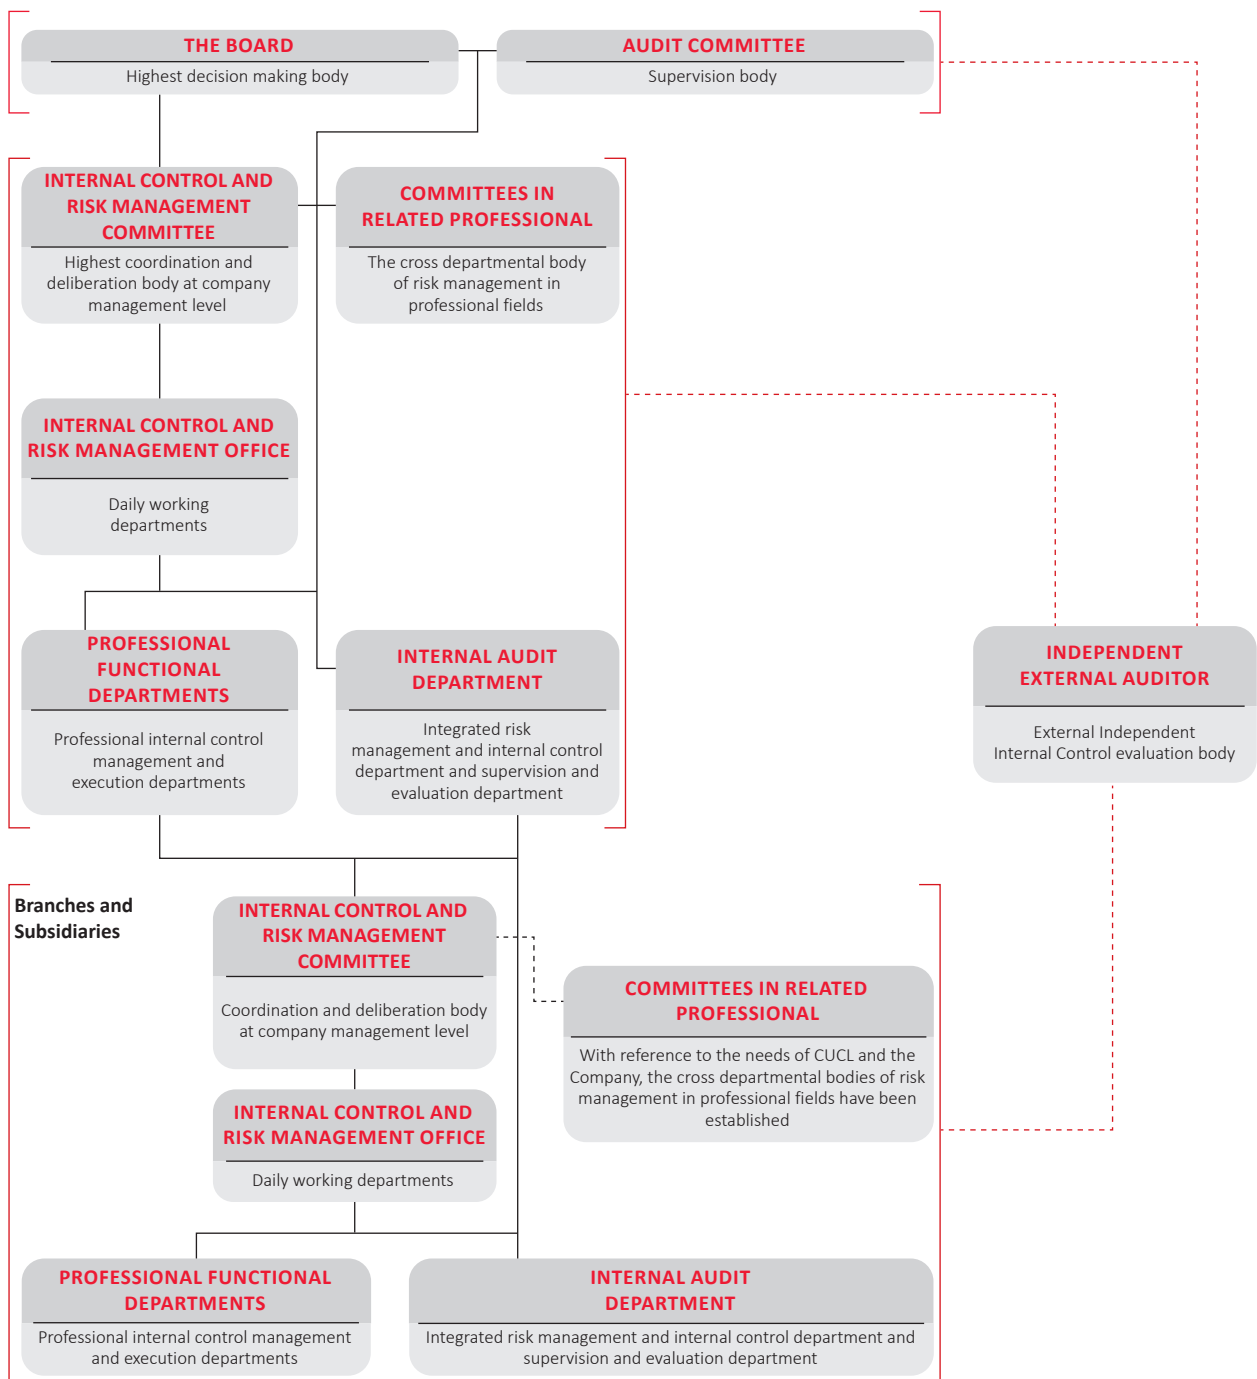 THE BOARD
Highest decision making body
AUDIT COMMITTEE
Supervision body
INTERNAL CONTROL AND
RISK MANAGEMENT
COMMITTEE
Highest coordination and
deliberation body at company
management level
COMMITTEES IN
RELATED PROFESSIONAL
The cross departmental body
of risk management in
professional fields
INTERNAL CONTROL AND
RISK MANAGEMENT OFFICE
Daily working
departments
PROFESSIONAL
FUNCTIONAL
DEPARTMENTS
Professional internal control
management and
execution departments
INTERNAL AUDIT
DEPARTMENT
Integrated risk
management and internal control
department and supervision and
evaluation department
INDEPENDENT
EXTERNAL AUDITOR
External Independent
Internal Control evaluation body
Branches and
Subsidiaries
INTERNAL CONTROL AND
RISK MANAGEMENT
COMMITTEE
Coordination and deliberation body
at company management level
COMMITTEES IN RELATED
PROFESSIONAL
With reference to the needs of CUCL and the
Company, the cross departmental bodies of risk
management in professional fields have been
established
INTERNAL CONTROL AND
RISK MANAGEMENT OFFICE
Daily working departments
PROFESSIONAL FUNCTIONAL
DEPARTMENTS
Professional internal control management
and execution departments
INTERNAL AUDIT
DEPARTMENT
Integrated risk management and internal control department and
supervision and evaluation department